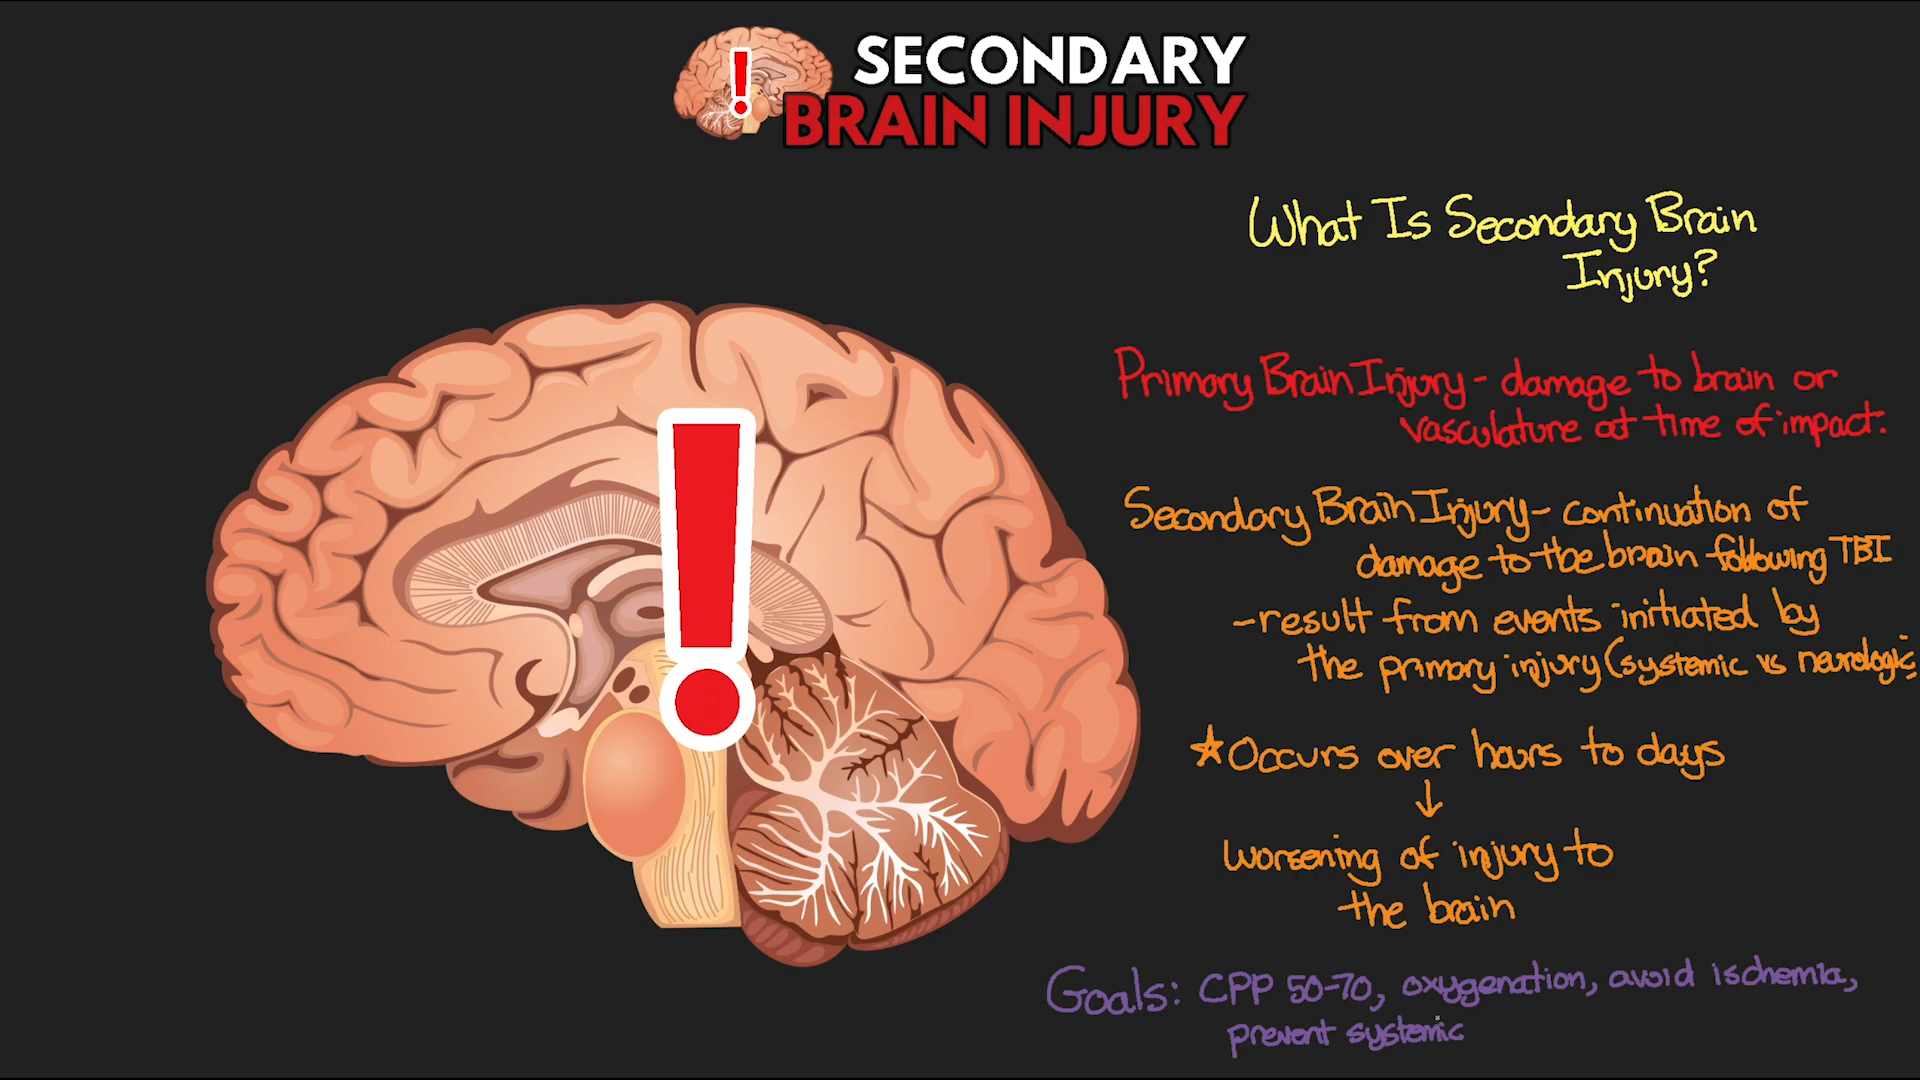 SECONDARY
BRAIN INJURY
What Is Secondary Brain
Injury?
Primary Brain Injury - damage to brain or
vasculature at time of impact.
Secondary Brain Injury - continuation of
damage to the brain following TBI
- result from events initiated by
the primary injury (systemic vs neurologic)
☆ Occurs over hours to days
↓
worsening of injury to
the brain
Goals: CPP 50-70, oxygenation, avoid ischemia,
prevent systemic